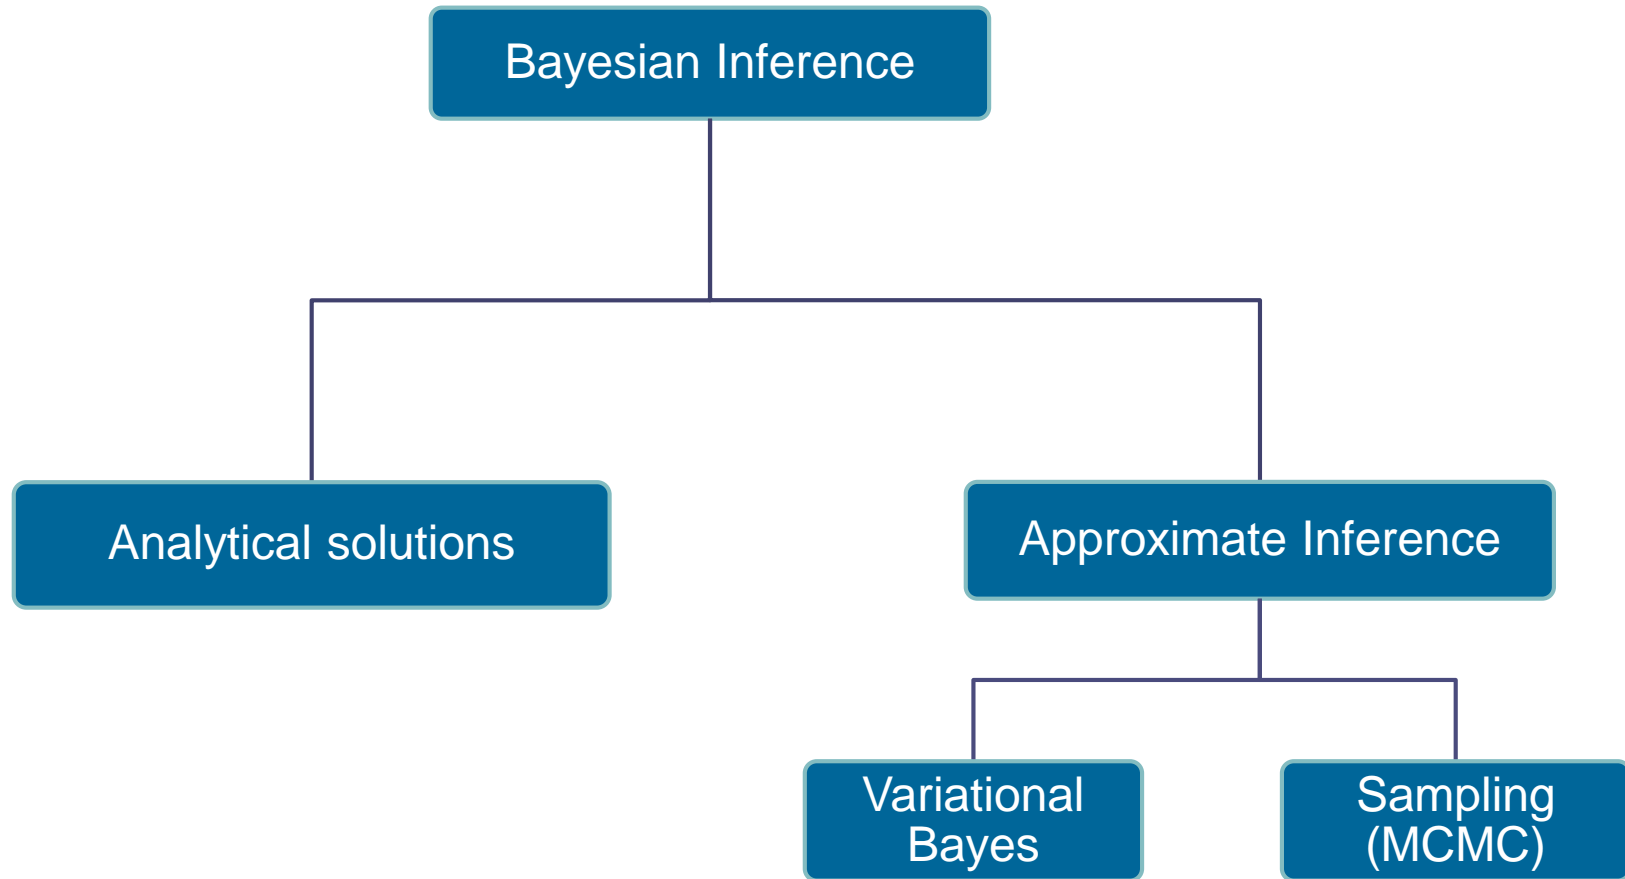 Bayesian Inference
Analytical solutions
Approximate Inference
Variational
Bayes
Sampling
(MCMC)